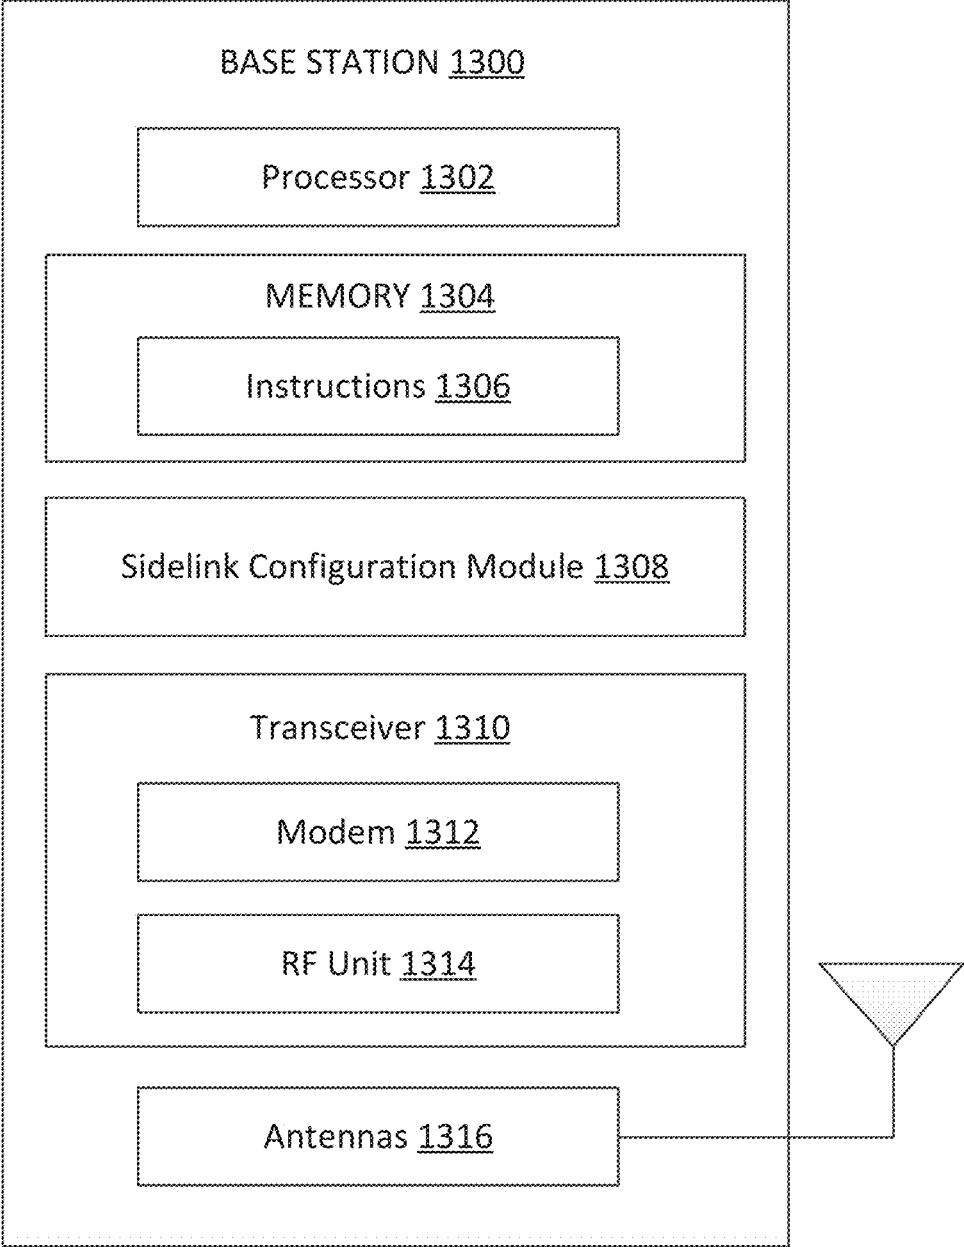 BASE STATION 1300
Processor 1302
MEMORY 1304
Instructions 1306
Sidelink Configuration Module 1308
Transceiver 1310
Modem 1312
RF Unit 1314
Antennas 1316